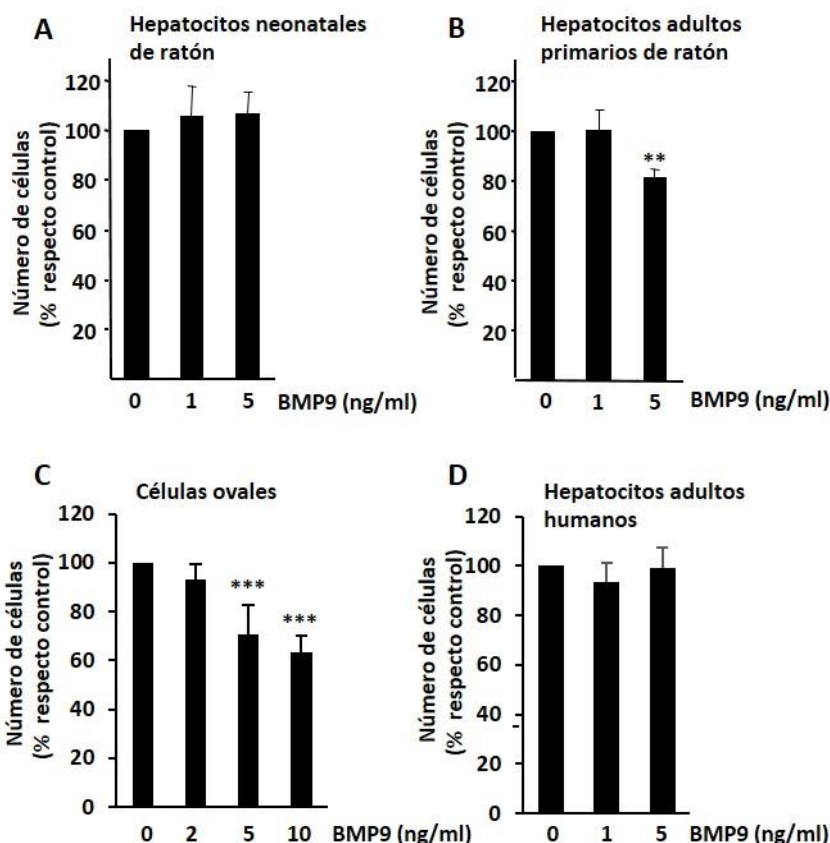 A
Hepatocitos neonatales
de ratón
Número de células
(% respecto control)
120
100
80
60
40
20
0 1 5 BMP9 (ng/ml)
B
Hepatocitos adultos
primarios de ratón
Número de células
(% respecto control)
120
100
80
60
40
20
**
0 1 5 BMP9 (ng/ml)
C
Células ovales
Número de células
(% respecto control)
120
100
80
60
40
20
0
***
***
0 2 5 10 BMP9 (ng/ml)
D
Hepatocitos adultos
humanos
Número de células
(% respecto control)
120
100
80
60
40
20
0
0 1 5 BMP9 (ng/ml)